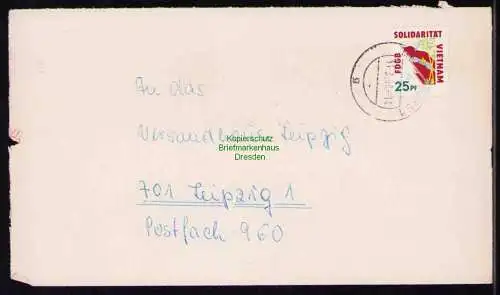 SOLIDARITÄT
VIETNAM
FDGB
25 Pf
An das
Versandhaus Leipzig
Kopierschutz
Briefmarkenhaus
Dresden
701 Leipzig 1
Postfach 960